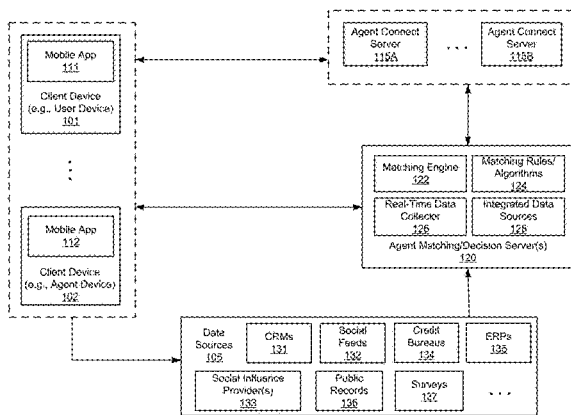 Mobile App
111
Client Device
(e.g., User Device)
101
Mobile App
112
Client Device
(e.g., Agent Device)
102
Agent Connect
Server
115A
. . .
Agent Connect
Server
115B
Matching Engine
122
Matching Rules/
Algorithms
124
Real-Time Data
Collector
126
Integrated Data
Sources
128
Agent Matching/Decision Server(s)
120
Data
Sources
105
CRMs
131
Social
Feeds
132
Credit
Bureaus
134
ERPs
135
Social Influence
Provider(s)
133
Public
Records
136
Surveys
137
. . .